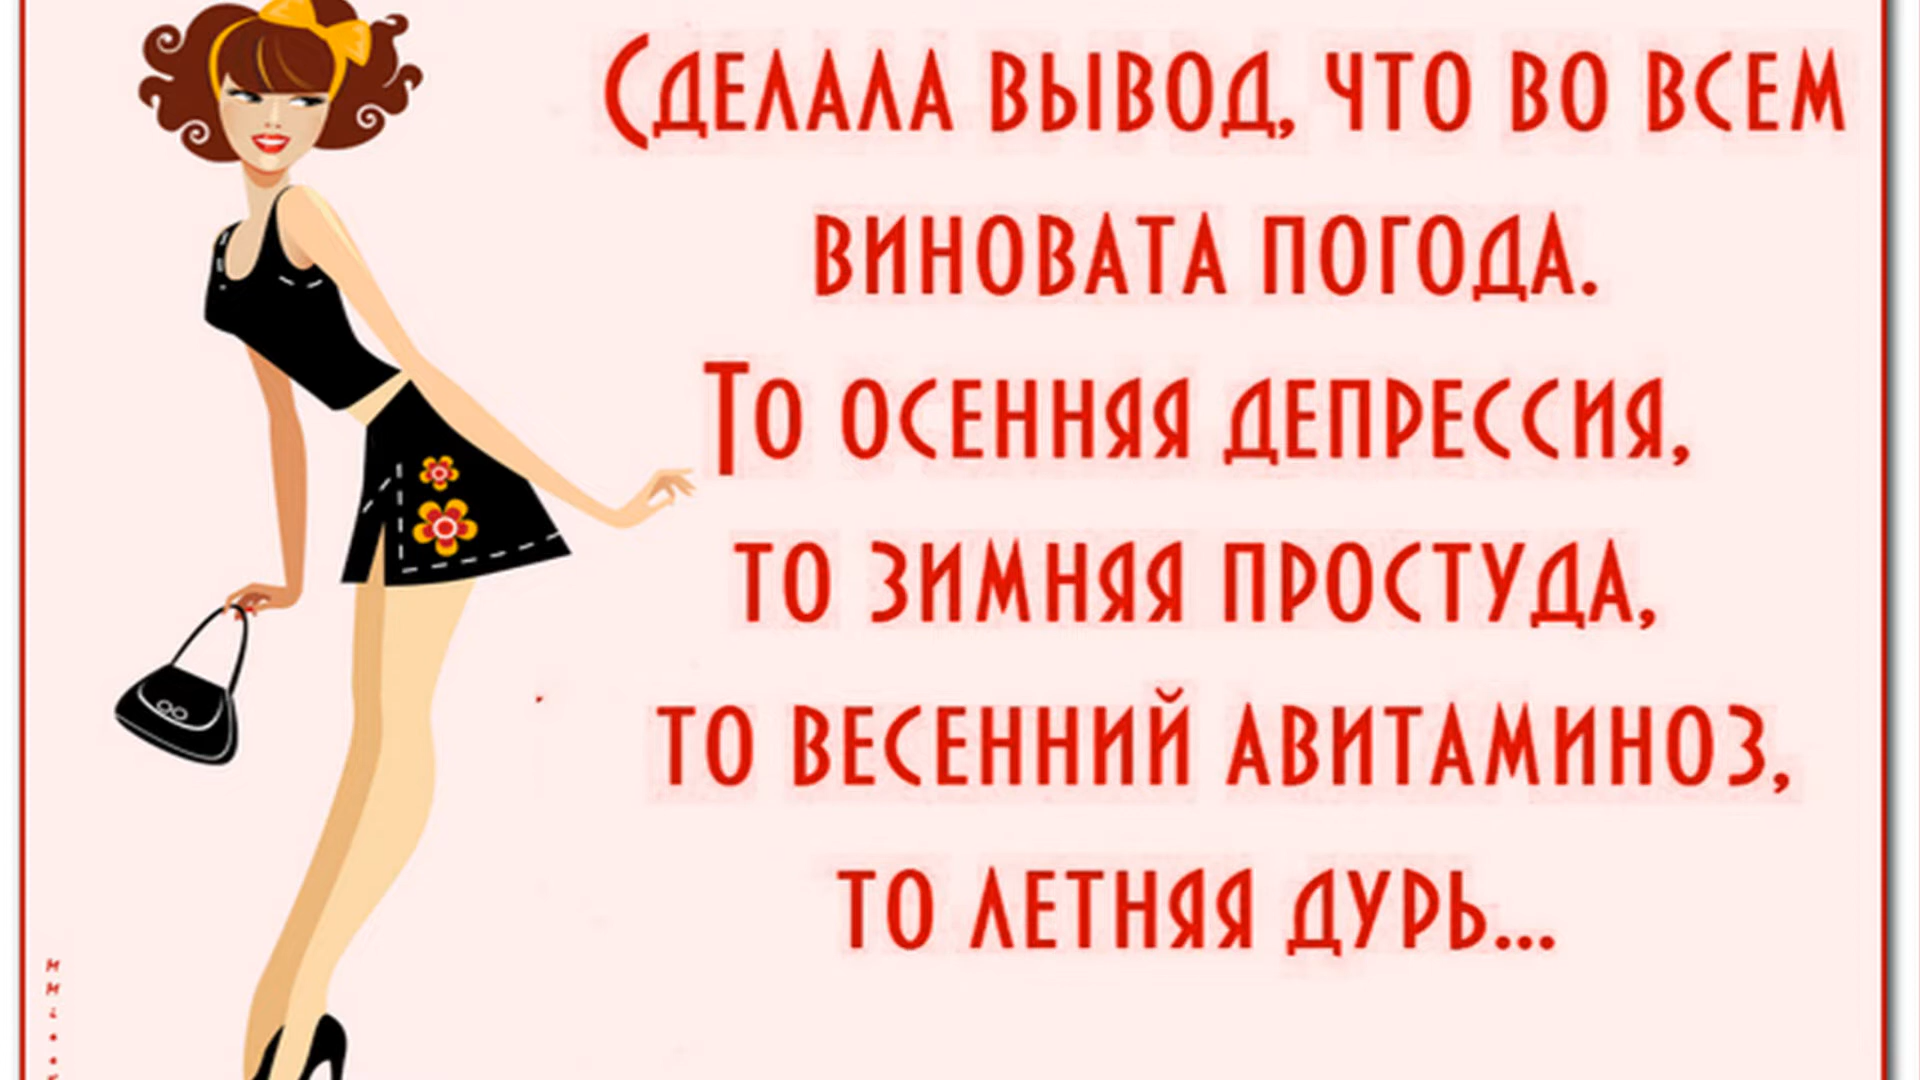 Сделала вывод, что во всем
виновата погода.
То осенняя депрессия,
то зимняя простуда,
то весенний авитаминоз,
то летняя дурь...